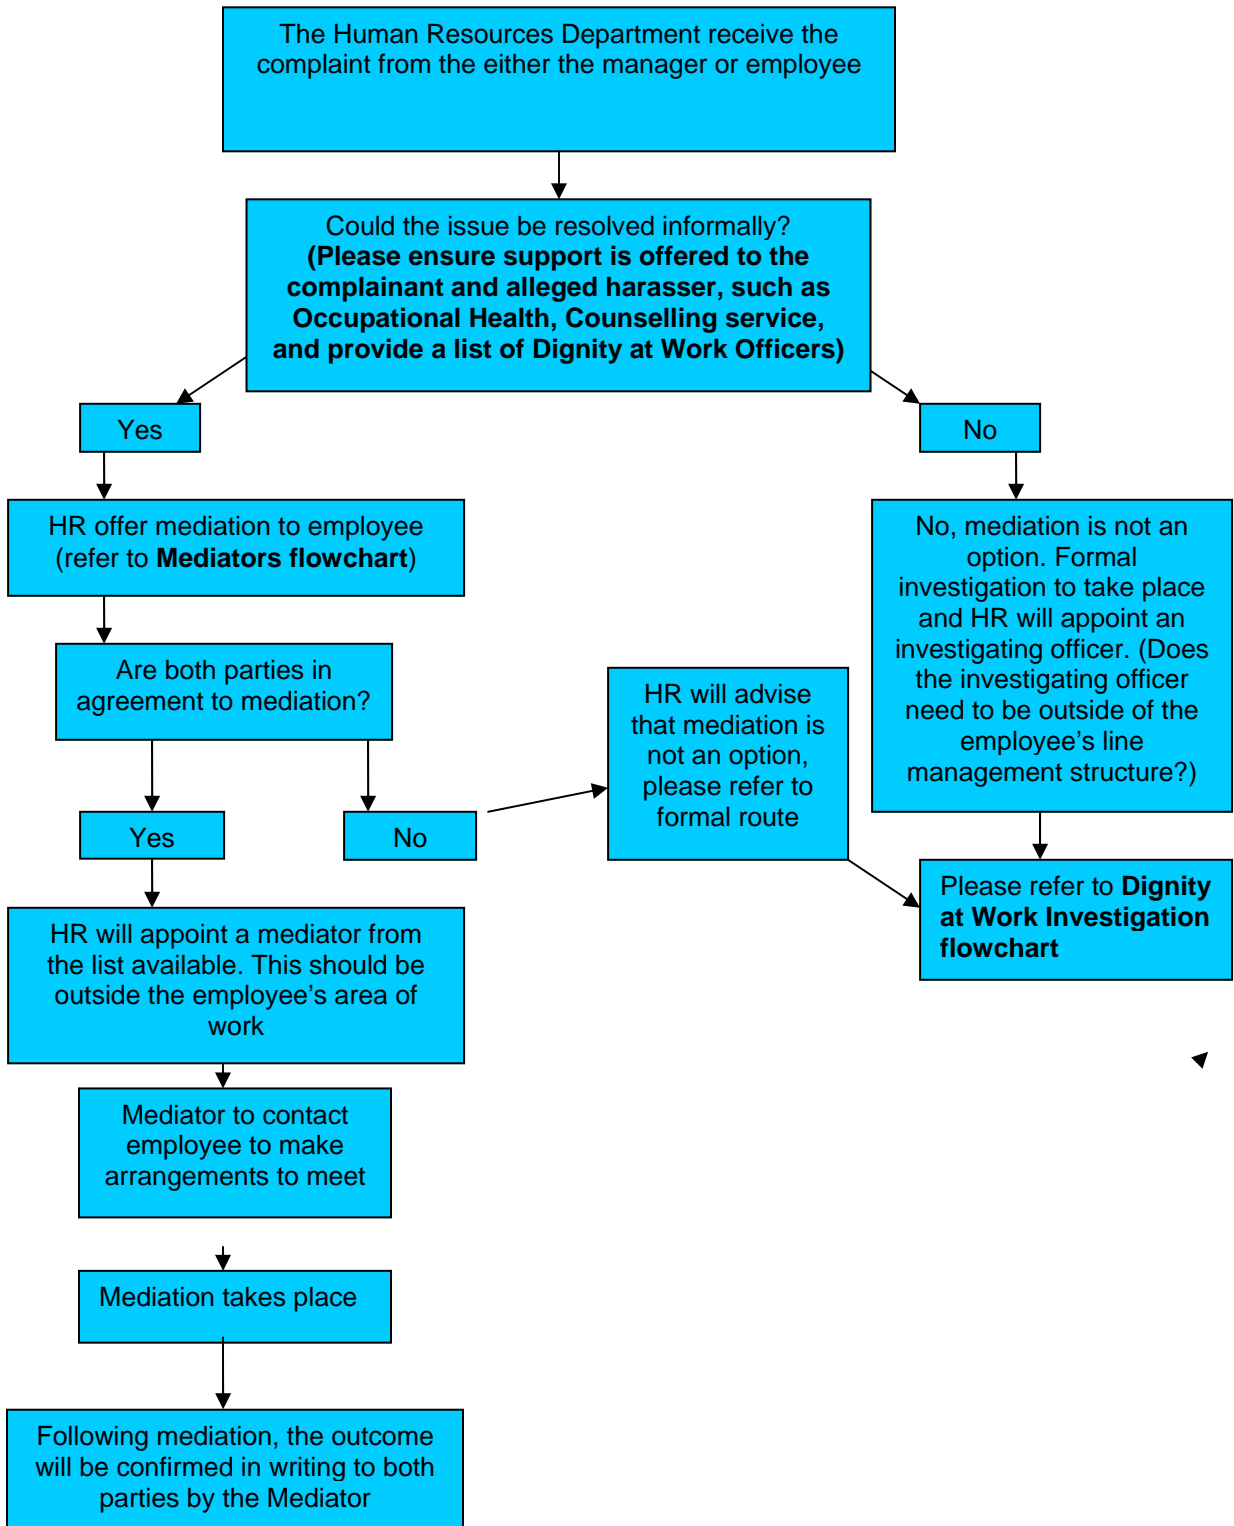 The Human Resources Department receive the
complaint from the either the manager or employee
Could the issue be resolved informally?
(Please ensure support is offered to the
complainant and alleged harasser, such as
Occupational Health, Counselling service,
and provide a list of Dignity at Work Officers)
Yes
No
HR offer mediation to employee
(refer to Mediators flowchart)
No, mediation is not an
option. Formal
investigation to take place
and HR will appoint an
investigating officer. (Does
the investigating officer
need to be outside of the
employee’s line
management structure?)
Are both parties in
agreement to mediation?
HR will advise
that mediation is
not an option,
please refer to
formal route
Yes
No
Please refer to Dignity
at Work Investigation
flowchart
HR will appoint a mediator from
the list available. This should be
outside the employee’s area of
work
Mediator to contact
employee to make
arrangements to meet
Mediation takes place
Following mediation, the outcome
will be confirmed in writing to both
parties by the Mediator